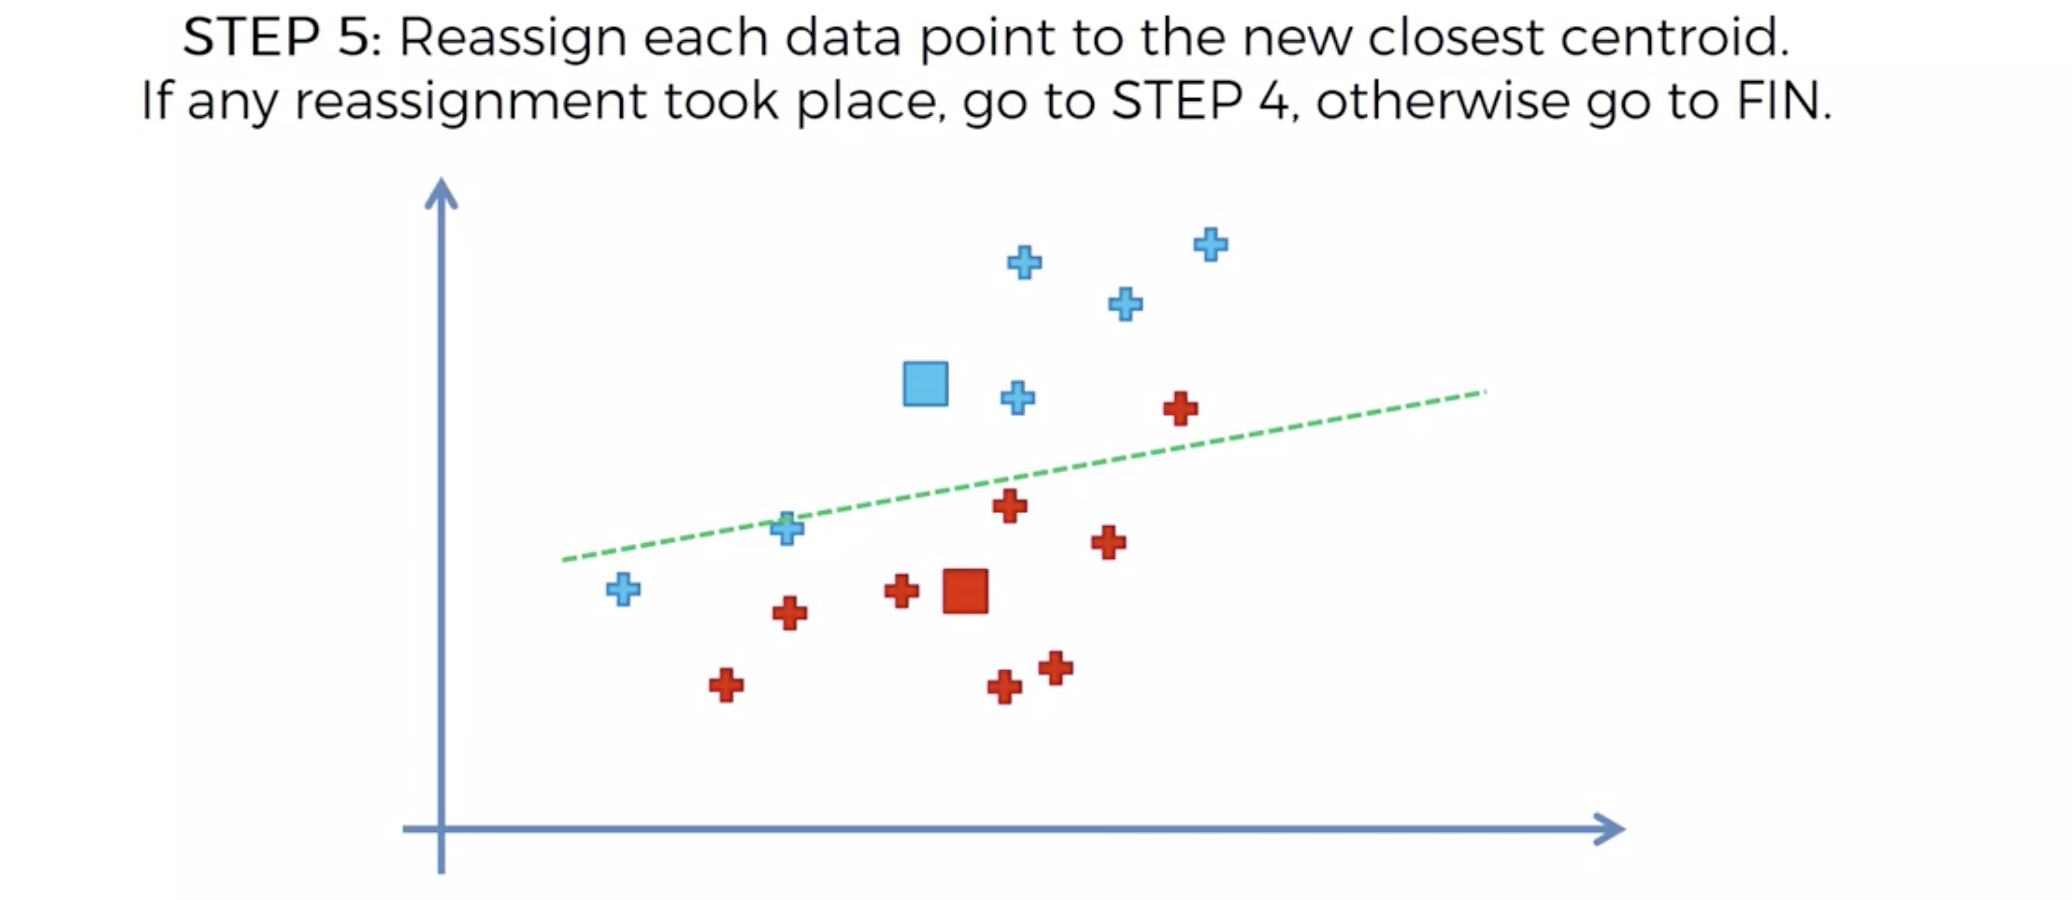 STEP 5: Reassign each data point to the new closest centroid.
If any reassignment took place, go to STEP 4, otherwise go to FIN.